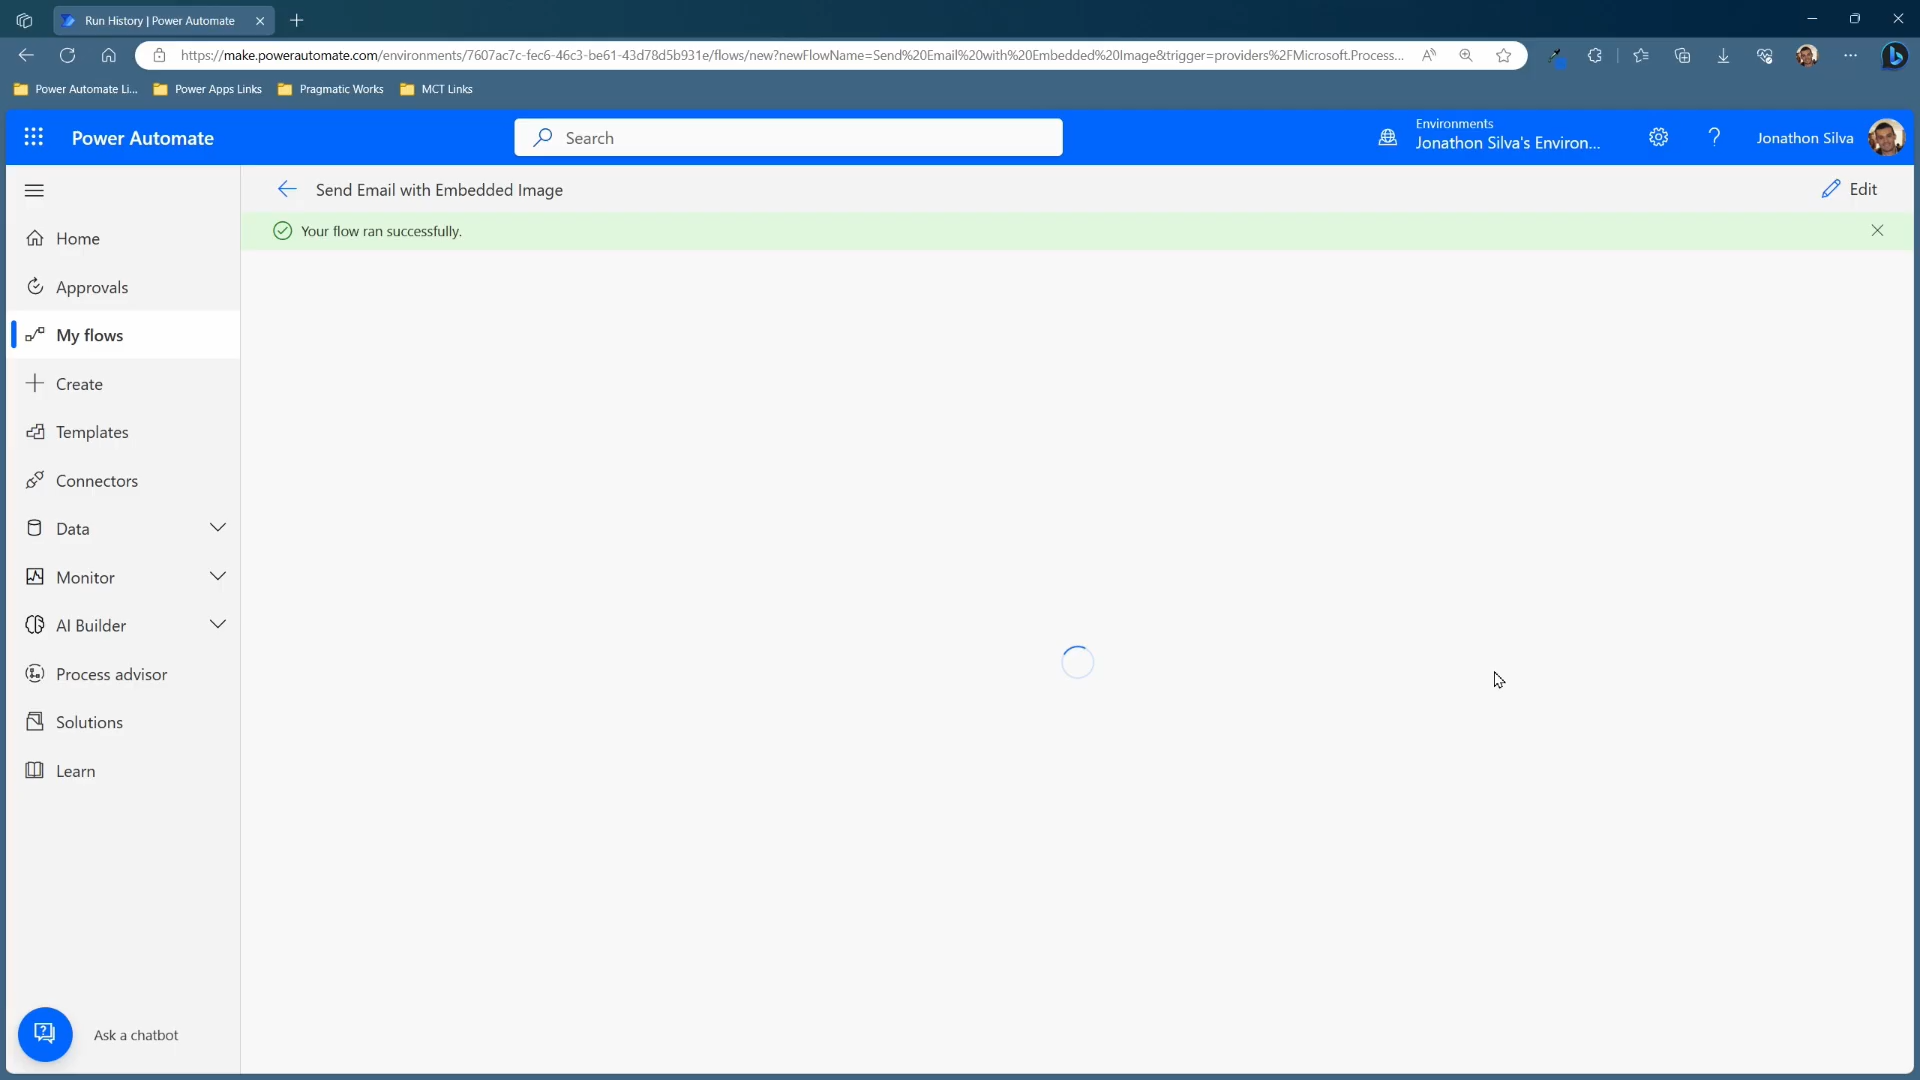 Run History | Power Automate
https://make.powerautomate.com/environments/7607ac7c-fec6-46c3-be61-43d78d5b931e/flows/new?newFlowName=Send%20Email%20with%20Embedded%20Image&trigger=providers%2FMicrosoft.Process...
Power Automate Li...
Power Apps Links
Pragmatic Works
MCT Links
Power Automate
Search
Environments
Jonathon Silva's Environ...
Jonathon Silva
Send Email with Embedded Image
Edit
Your flow ran successfully.
Home
Approvals
My flows
Create
Templates
Connectors
Data
Monitor
AI Builder
Process advisor
Solutions
Learn
Ask a chatbot